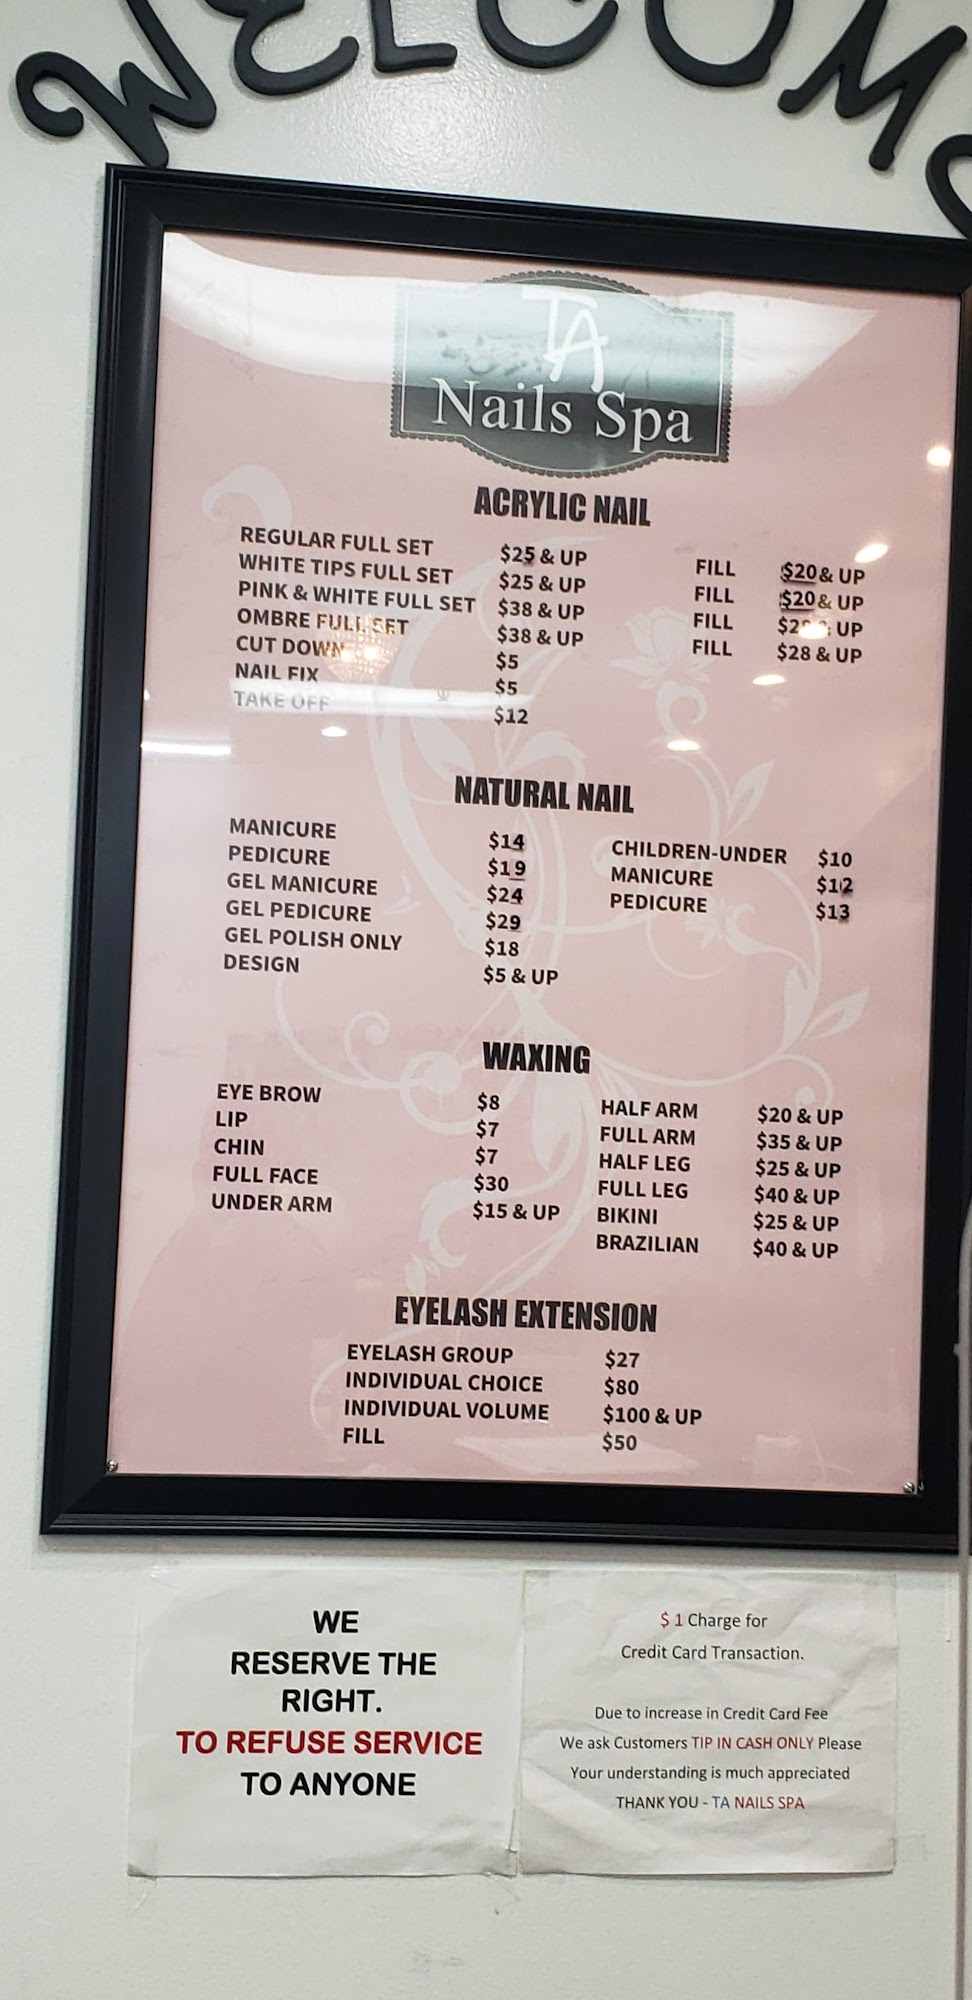 WELCOM
TA
Nails Spa
ACRYLIC NAIL
REGULAR FULL SET $25 & UP FILL $20 & UP
WHITE TIPS FULL SET $25 & UP FILL $20 & UP
PINK & WHITE FULL SET $38 & UP FILL UP
OMBRE FULL SET $38 & UP FILL $28 & UP
CUT DOWN $5
NAIL FIX $5
TAKE OFF $12
NATURAL NAIL
MANICURE $14 CHILDREN-UNDER $10
PEDICURE $19 MANICURE $12
GEL MANICURE $24 PEDICURE $13
GEL PEDICURE $29
GEL POLISH ONLY $18
DESIGN $5 & UP
WAXING
EYE BROW $8 HALF ARM $20 & UP
LIP $7 FULL ARM $35 & UP
CHIN $7 HALF LEG $25 & UP
FULL FACE $30 FULL LEG $40 & UP
UNDER ARM $15 & UP BIKINI $25 & UP
BRAZILIAN $40 & UP
EYELASH EXTENSION
EYELASH GROUP $27
INDIVIDUAL CHOICE $80
INDIVIDUAL VOLUME $100 & UP
FILL $50
WE
RESERVE THE
RIGHT.
TO REFUSE SERVICE
TO ANYONE
$ 1 Charge for
Credit Card Transaction.
Due to increase in Credit Card Fee
We ask Customers TIP IN CASH ONLY Please
Your understanding is much appreciated
THANK YOU - TA NAILS SPA